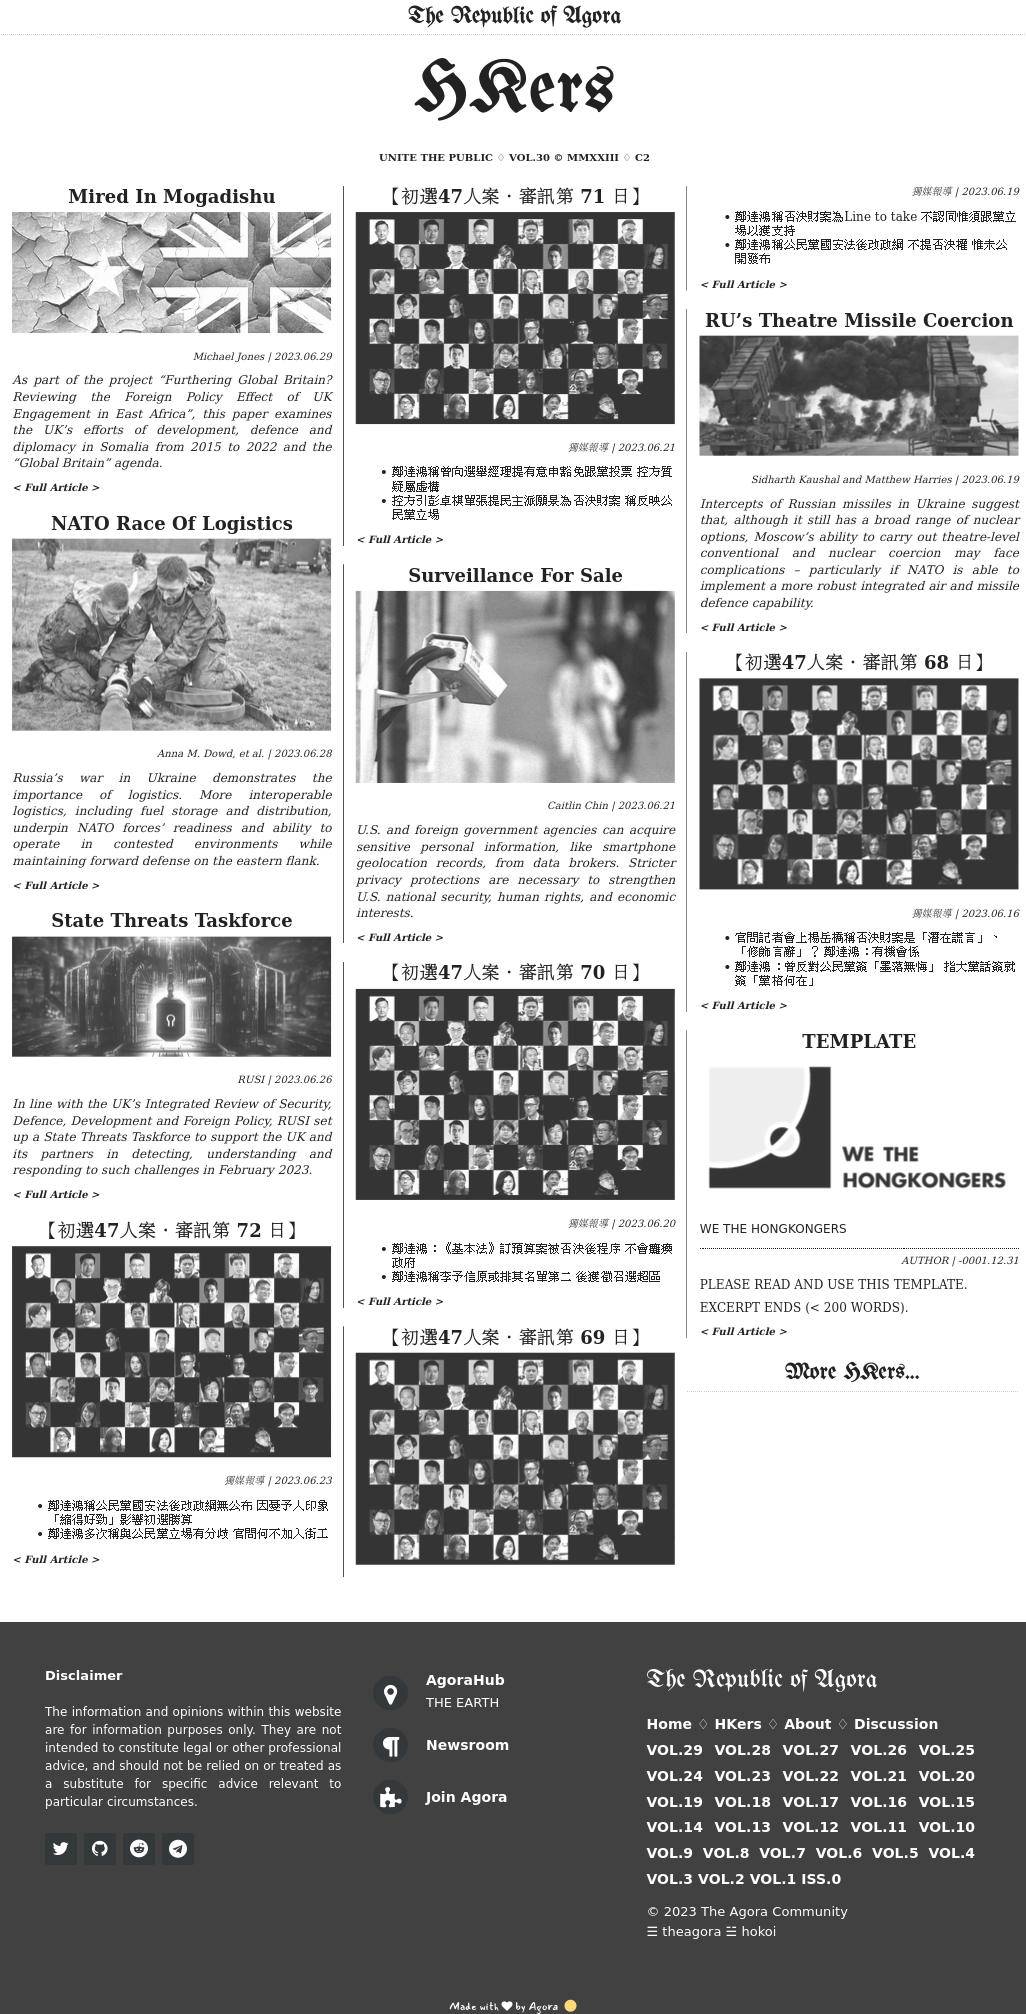 The Republic of Agora
HKers
UNITE THE PUBLIC ♢ VOL.30 © MMXXIII ♢ C2
Mired In Mogadishu
Michael Jones | 2023.06.29
As part of the project “Furthering Global Britain?
Reviewing the Foreign Policy Effect of UK
Engagement in East Africa”, this paper examines
the UK’s efforts of development, defence and
diplomacy in Somalia from 2015 to 2022 and the
“Global Britain” agenda.
< Full Article >
NATO Race Of Logistics
Anna M. Dowd, et al. | 2023.06.28
Russia’s war in Ukraine demonstrates the
importance of logistics. More interoperable
logistics, including fuel storage and distribution,
underpin NATO forces’ readiness and ability to
operate in contested environments while
maintaining forward defense on the eastern flank.
< Full Article >
State Threats Taskforce
RUSI | 2023.06.26
In line with the UK’s Integrated Review of Security,
Defence, Development and Foreign Policy, RUSI set
up a State Threats Taskforce to support the UK and
its partners in detecting, understanding and
responding to such challenges in February 2023.
< Full Article >
【初選47人案・審訊第 72 日】
獨媒報導 | 2023.06.23
• 鄭達鴻稱公民黨國安法後改政綱無公布 因憂予人印象
「縮得好勁」影響初選勝算
• 鄭達鴻多次稱與公民黨立場有分歧 官問何不加入街工
< Full Article >
【初選47人案・審訊第 71 日】
獨媒報導 | 2023.06.21
• 鄭達鴻稱曾向選舉經理提有意申豁免跟黨投票 控方質
疑屬虛構
• 控方引彭卓棋單張提民主派願景為否決財案 稱反映公
民黨立場
< Full Article >
Surveillance For Sale
Caitlin Chin | 2023.06.21
U.S. and foreign government agencies can acquire
sensitive personal information, like smartphone
geolocation records, from data brokers. Stricter
privacy protections are necessary to strengthen
U.S. national security, human rights, and economic
interests.
< Full Article >
【初選47人案・審訊第 70 日】
獨媒報導 | 2023.06.20
• 鄭達鴻：《基本法》訂預算案被否決後程序 不會癱瘓
政府
• 鄭達鴻稱李予信原或排其名單第二 後獲徵召選超區
< Full Article >
【初選47人案・審訊第 69 日】
獨媒報導 | 2023.06.19
• 鄭達鴻稱否決財案為Line to take 不認同惟須跟黨立
場以獲支持
• 鄭達鴻稱公民黨國安法後改政綱 不提否決權 惟未公
開發布
< Full Article >
RU’s Theatre Missile Coercion
Sidharth Kaushal and Matthew Harries | 2023.06.19
Intercepts of Russian missiles in Ukraine suggest
that, although it still has a broad range of nuclear
options, Moscow’s ability to carry out theatre-level
conventional and nuclear coercion may face
complications – particularly if NATO is able to
implement a more robust integrated air and missile
defence capability.
< Full Article >
【初選47人案・審訊第 68 日】
獨媒報導 | 2023.06.16
• 官問記者會上楊岳橋稱否決財案是「潛在謊言」、
「修飾言辭」？ 鄭達鴻：有機會係
• 鄭達鴻：曾反對公民黨簽「墨落無悔」 指大黨話簽就
簽「黨格何在」
< Full Article >
TEMPLATE
WE THE
HONGKONGERS
WE THE HONGKONGERS
AUTHOR | -0001.12.31
PLEASE READ AND USE THIS TEMPLATE.
EXCERPT ENDS (< 200 WORDS).
< Full Article >
More HKers...
Disclaimer
The information and opinions within this website
are for information purposes only. They are not
intended to constitute legal or other professional
advice, and should not be relied on or treated as
a substitute for specific advice relevant to
particular circumstances.
AgoraHub
THE EARTH
Newsroom
Join Agora
The Republic of Agora
Home ♢ HKers ♢ About ♢ Discussion
VOL.29 VOL.28 VOL.27 VOL.26 VOL.25
VOL.24 VOL.23 VOL.22 VOL.21 VOL.20
VOL.19 VOL.18 VOL.17 VOL.16 VOL.15
VOL.14 VOL.13 VOL.12 VOL.11 VOL.10
VOL.9 VOL.8 VOL.7 VOL.6 VOL.5 VOL.4
VOL.3 VOL.2 VOL.1 ISS.0
© 2023 The Agora Community
☰ theagora ☱ hokoi
Made with ♥ by Agora